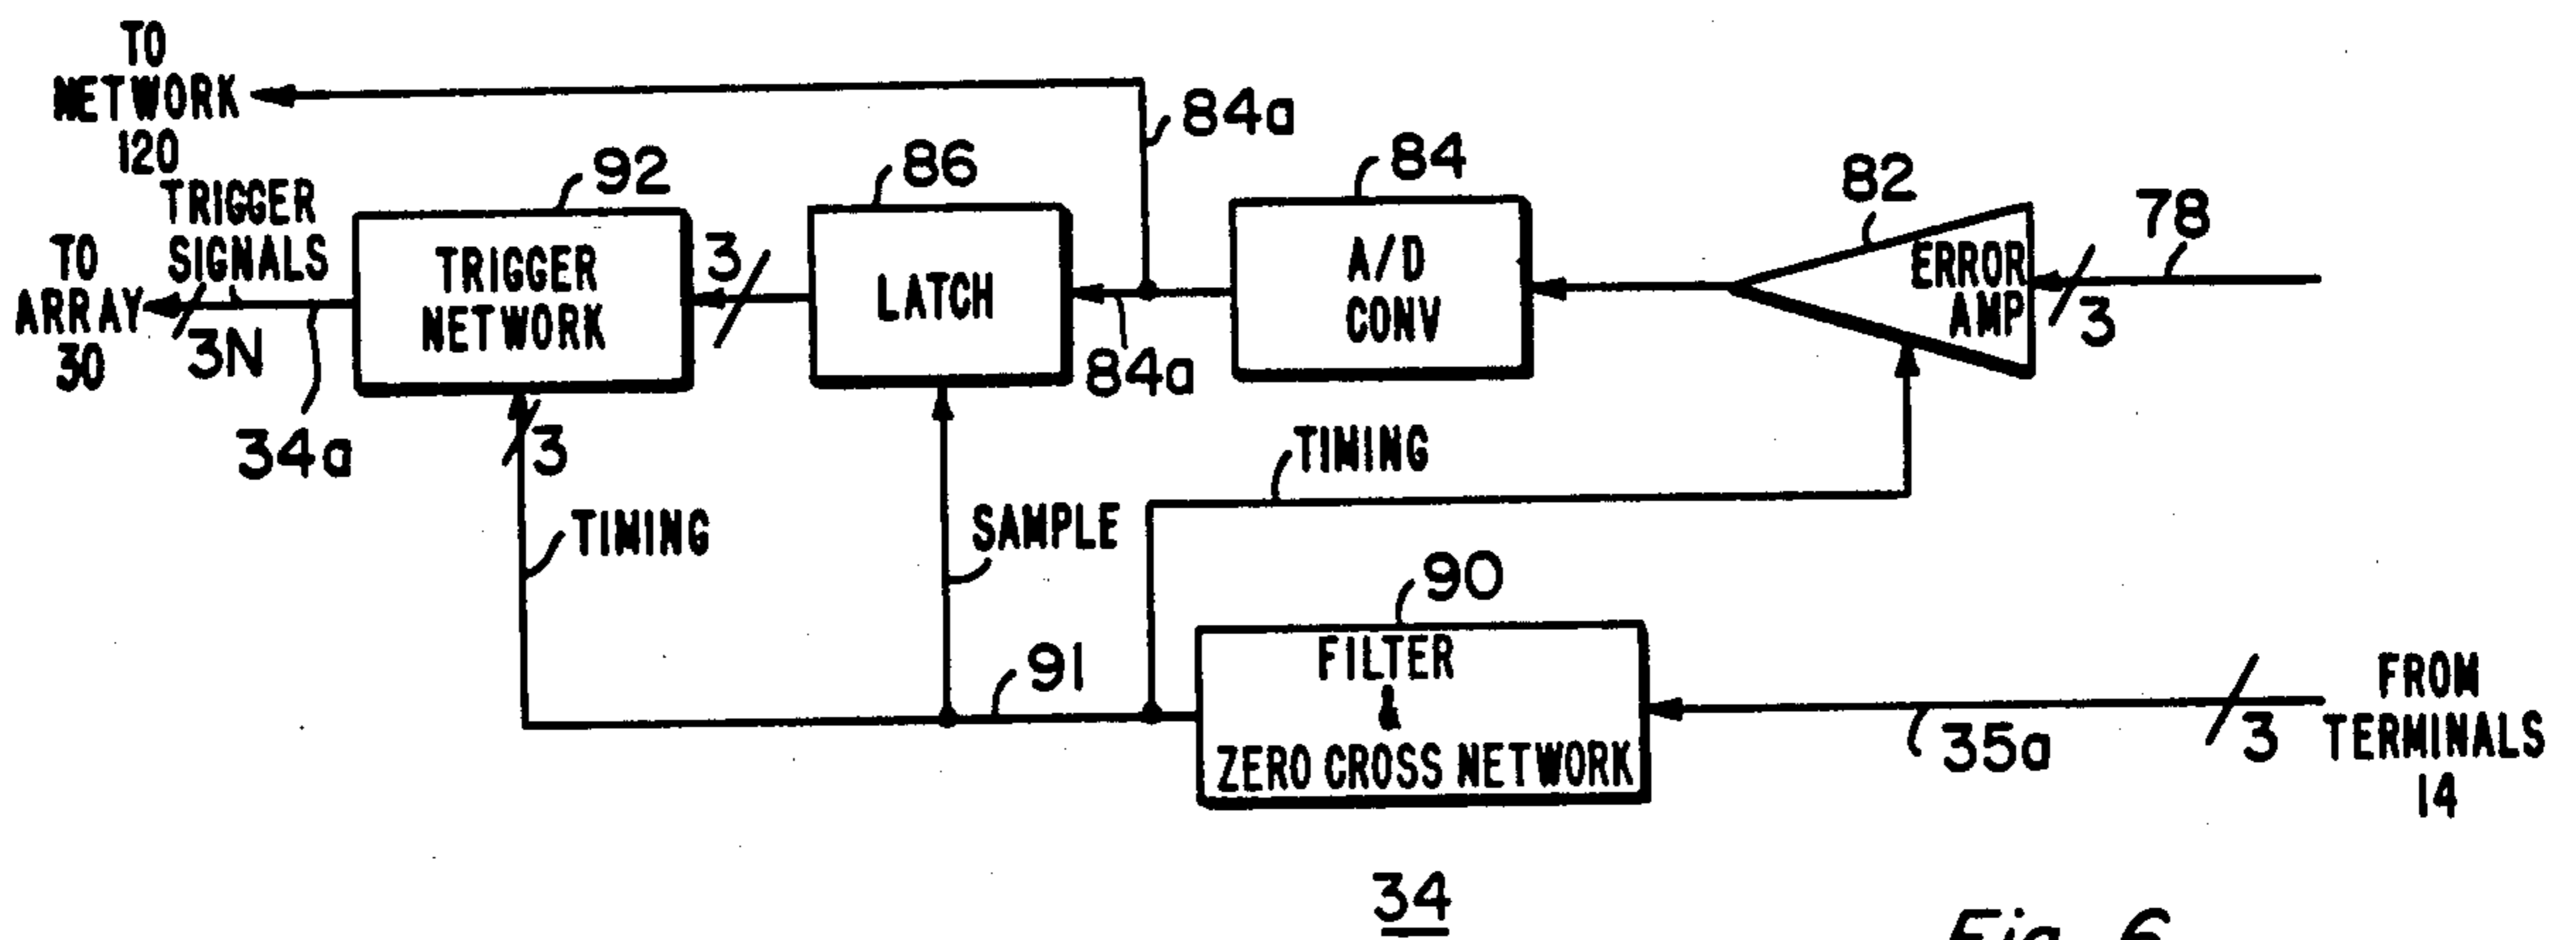 TO
NETWORK
120
84a
TRIGGER
SIGNALS
TO
ARRAY
30
3N
34a
92
TRIGGER
NETWORK
3
86
LATCH
84a
84
A/D
CONV
82
ERROR
AMP
78
3
3
TIMING
SAMPLE
TIMING
91
90
FILTER
&
ZERO CROSS NETWORK
35a
3
FROM
TERMINALS
14
34
Fig. 6